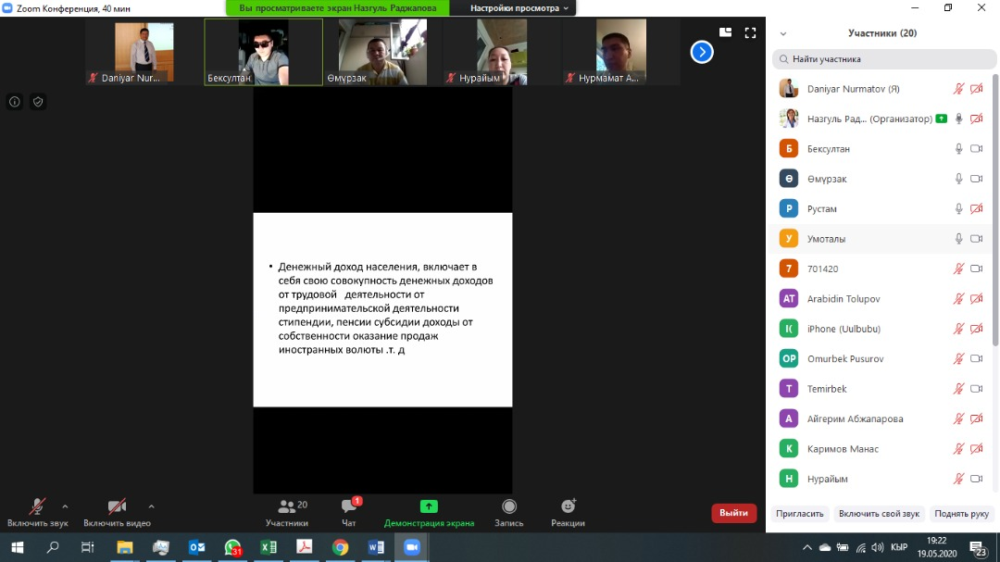 Zoom Конференция, 40 мин
Вы просматриваете экран Назгуль Раджапова
Настройки просмотра
Daniyar Nur...
Бексултан
Өмүрзак
Нурайым
Нурмамат А...
• Денежный доход населения, включает в
себя свою совокупность денежных доходов
от трудовой деятельности от
предпринимательской деятельности
стипендии, пенсии субсидии доходы от
собственности оказание продаж
иностранных волюты .т. д
Участники (20)
Найти участника
Daniyar Nurmatov (Я)
Назгуль Рад... (Организатор)
Б Бексултан
Ө Өмүрзак
Р Рустам
У Умоталы
7 701420
AT Arabidin Tolupov
I( iPhone (Uulbubu)
OP Omurbek Pusurov
T Temirbek
А Айгерим Абжапарова
К Каримов Манас
Н Нурайым
Пригласить
Включить свой звук
Поднять руку
Включить звук
Включить видео
20
Участники
1
Чат
Демонстрация экрана
Запись
Реакции
Выйти
31
КЫР
19:22
19.05.2020
23